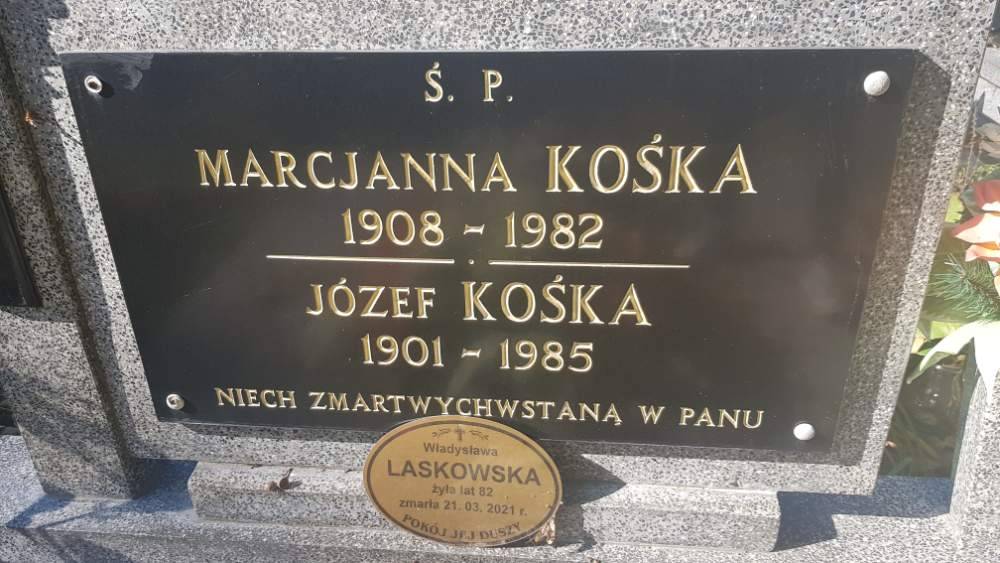 Ś. P.
MARCJANNA KOŚKA
1908 - 1982
JÓZEF KOŚKA
1901 - 1985
NIECH ZMARTWYCHWSTANĄ W PANU
Władysława
LASKOWSKA
żyła lat 82
zmarła 21. 03. 2021 r.
POKÓJ JEJ DUSZY